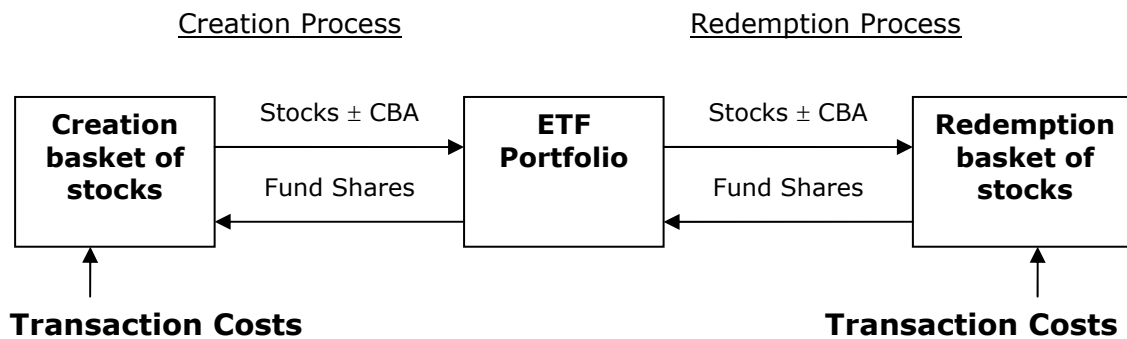 Creation Process
Redemption Process
Creation
basket of
stocks
Stocks ± CBA
Fund Shares
ETF
Portfolio
Stocks ± CBA
Fund Shares
Redemption
basket of
stocks
Transaction Costs
Transaction Costs